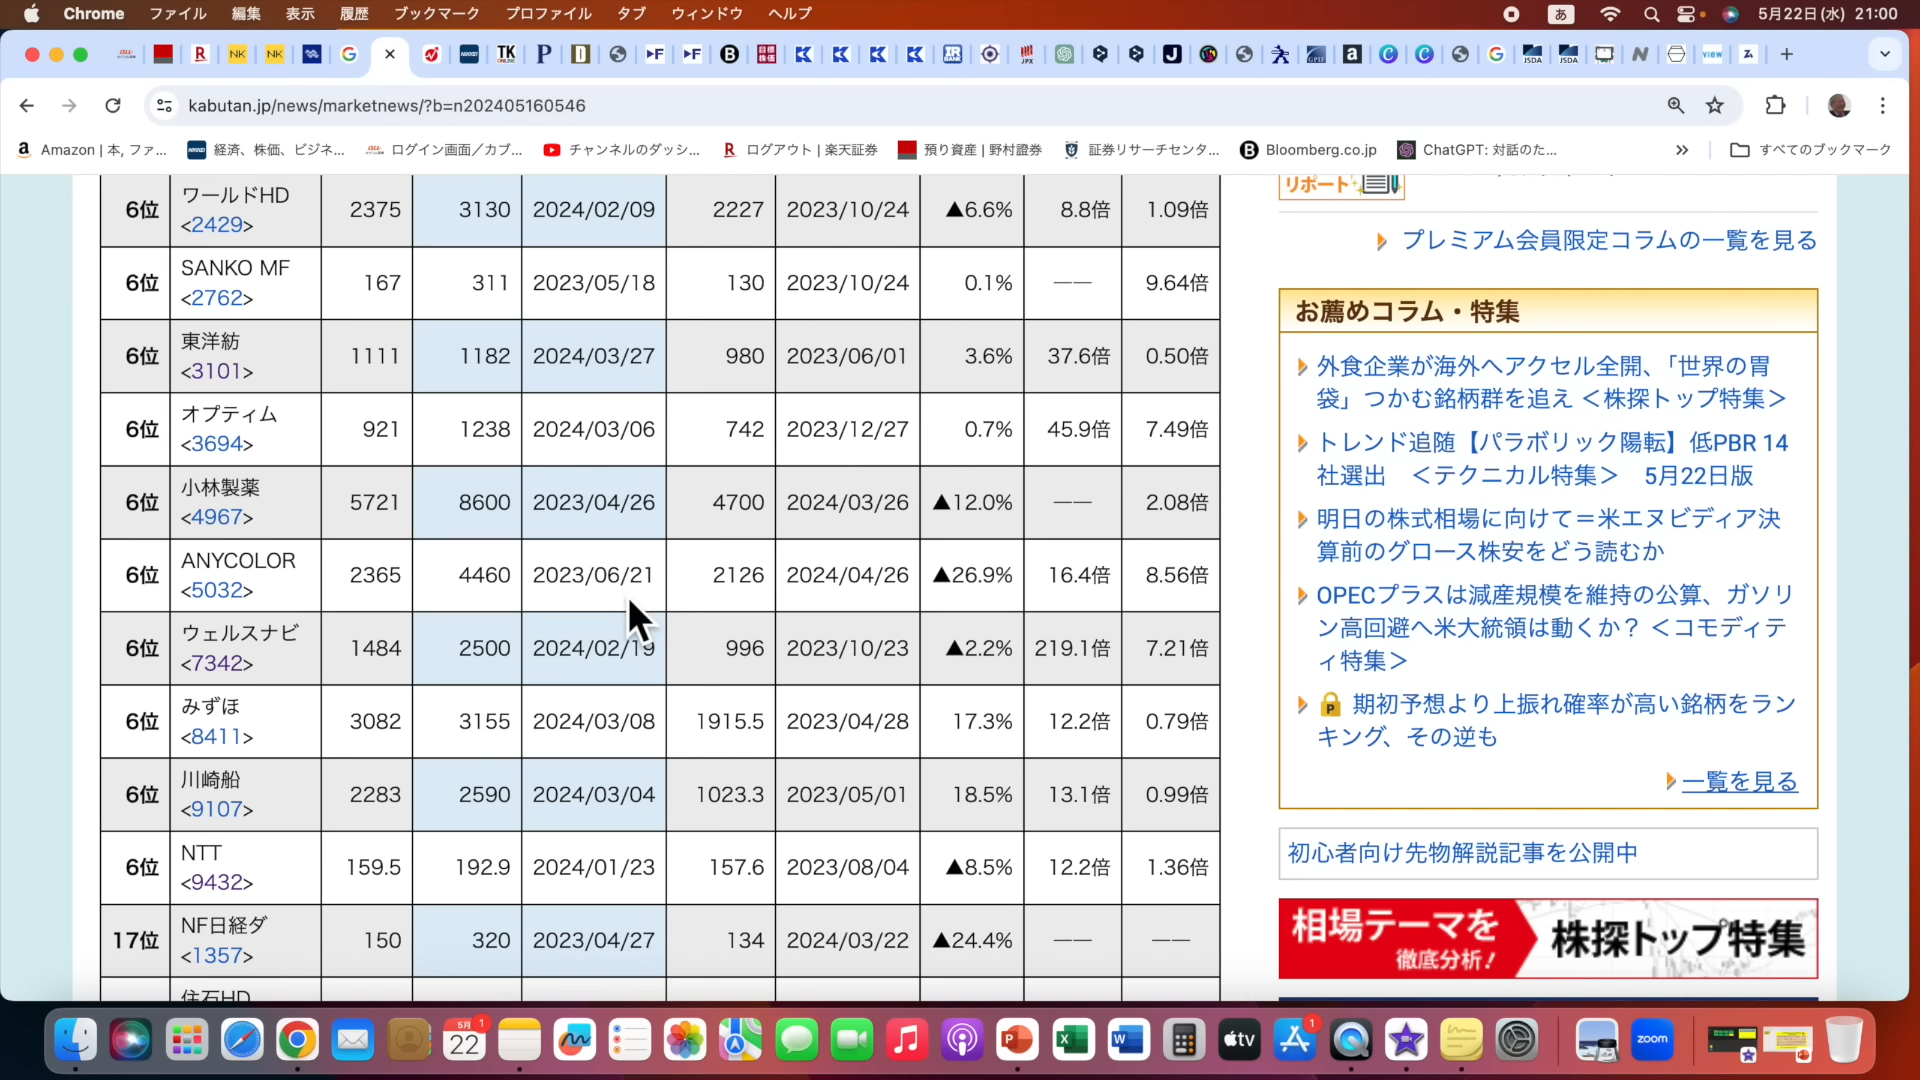 Chrome ファイル 編集 表示 履歴 ブックマーク プロファイル タブ ウィンドウ ヘルプ あ 5月22日(水) 21:00
kabutan.jp/news/marketnews/?b=n202405160546
Amazon | 本, ファ... 経済、株価、ビジネ... ログイン画面／カブ... チャンネルのダッシ... ログアウト | 楽天証券 預り資産 | 野村證券 証券リサーチセンタ... Bloomberg.co.jp ChatGPT: 対話のた... » すべてのブックマーク
6位 ワールドHD <2429> 2375 3130 2024/02/09 2227 2023/10/24 ▲6.6% 8.8倍 1.09倍
6位 SANKO MF <2762> 167 311 2023/05/18 130 2023/10/24 0.1% ―― 9.64倍
6位 東洋紡 <3101> 1111 1182 2024/03/27 980 2023/06/01 3.6% 37.6倍 0.50倍
6位 オプティム <3694> 921 1238 2024/03/06 742 2023/12/27 0.7% 45.9倍 7.49倍
6位 小林製薬 <4967> 5721 8600 2023/04/26 4700 2024/03/26 ▲12.0% ―― 2.08倍
6位 ANYCOLOR <5032> 2365 4460 2023/06/21 2126 2024/04/26 ▲26.9% 16.4倍 8.56倍
6位 ウェルスナビ <7342> 1484 2500 2024/02/19 996 2023/10/23 ▲2.2% 219.1倍 7.21倍
6位 みずほ <8411> 3082 3155 2024/03/08 1915.5 2023/04/28 17.3% 12.2倍 0.79倍
6位 川崎船 <9107> 2283 2590 2024/03/04 1023.3 2023/05/01 18.5% 13.1倍 0.99倍
6位 NTT <9432> 159.5 192.9 2024/01/23 157.6 2023/08/04 ▲8.5% 12.2倍 1.36倍
17位 NF日経ダ <1357> 150 320 2023/04/27 134 2024/03/22 ▲24.4% ―― ――
住石HD
リポート
プレミアム会員限定コラムの一覧を見る
お薦めコラム・特集
外食企業が海外へアクセル全開、「世界の胃
袋」つかむ銘柄群を追え ＜株探トップ特集＞
トレンド追随【パラボリック陽転】低PBR 14
社選出 ＜テクニカル特集＞ 5月22日版
明日の株式相場に向けて＝米エヌビディア決
算前のグロース株安をどう読むか
OPECプラスは減産規模を維持の公算、ガソリ
ン高回避へ米大統領は動くか？ ＜コモディテ
ィ特集＞
期初予想より上振れ確率が高い銘柄をラン
キング、その逆も
一覧を見る
初心者向け先物解説記事を公開中
相場テーマを
徹底分析！
株探トップ特集
5月 1
22
tv
1
zoom